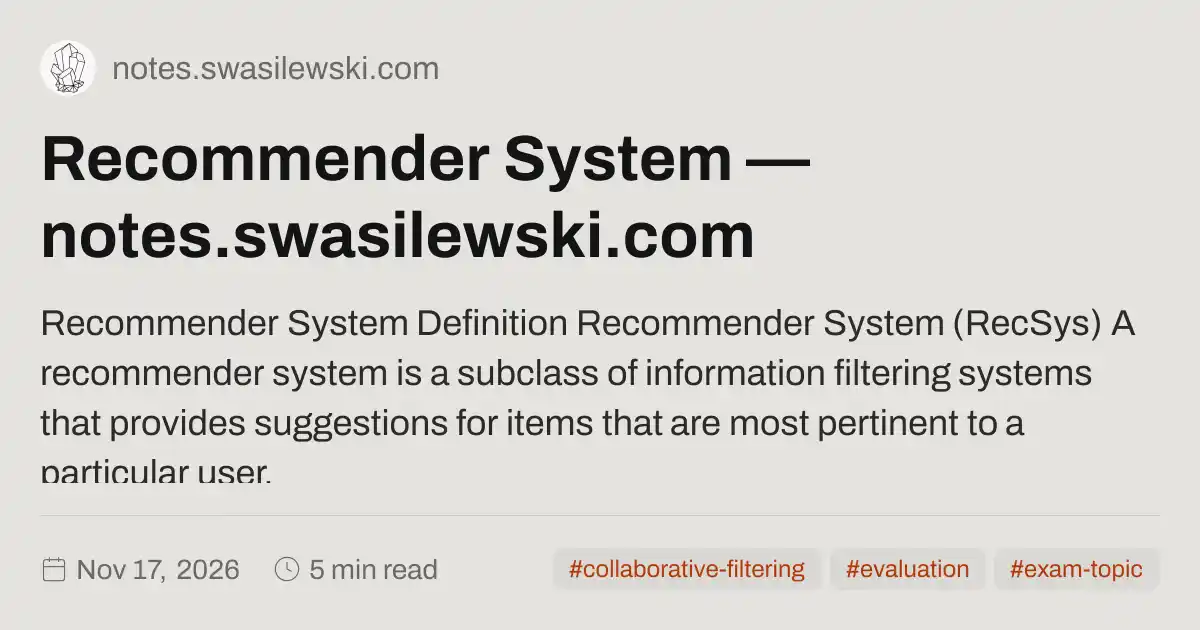 notes.swasilewski.com
Recommender System —
notes.swasilewski.com
Recommender System Definition Recommender System (RecSys) A
recommender system is a subclass of information filtering systems
that provides suggestions for items that are most pertinent to a
particular user.
Nov 17, 2026
5 min read
#collaborative-filtering
#evaluation
#exam-topic